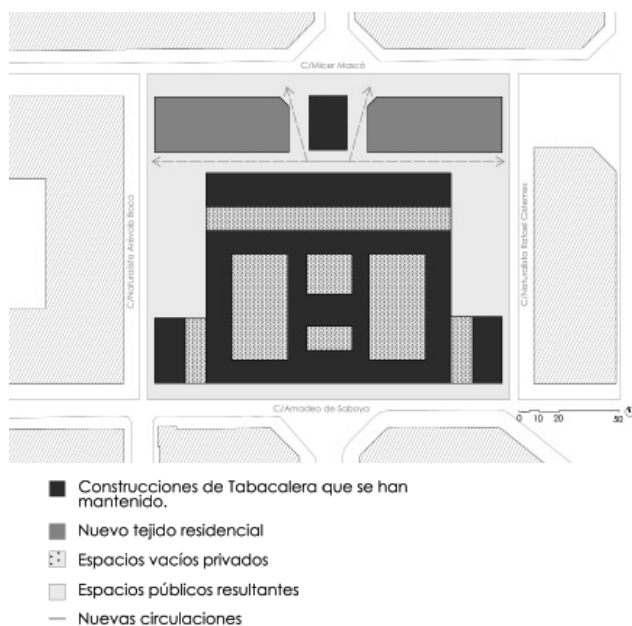 C/Micer Mascó
C/Naturalista Arévalo Baca
C/Naturalista Rafael Cisternes
C/Amadeo de Saboya
0 10 20 50
Construcciones de Tabacalera que se han
mantenido.
Nuevo tejido residencial
Espacios vacíos privados
Espacios públicos resultantes
Nuevas circulaciones